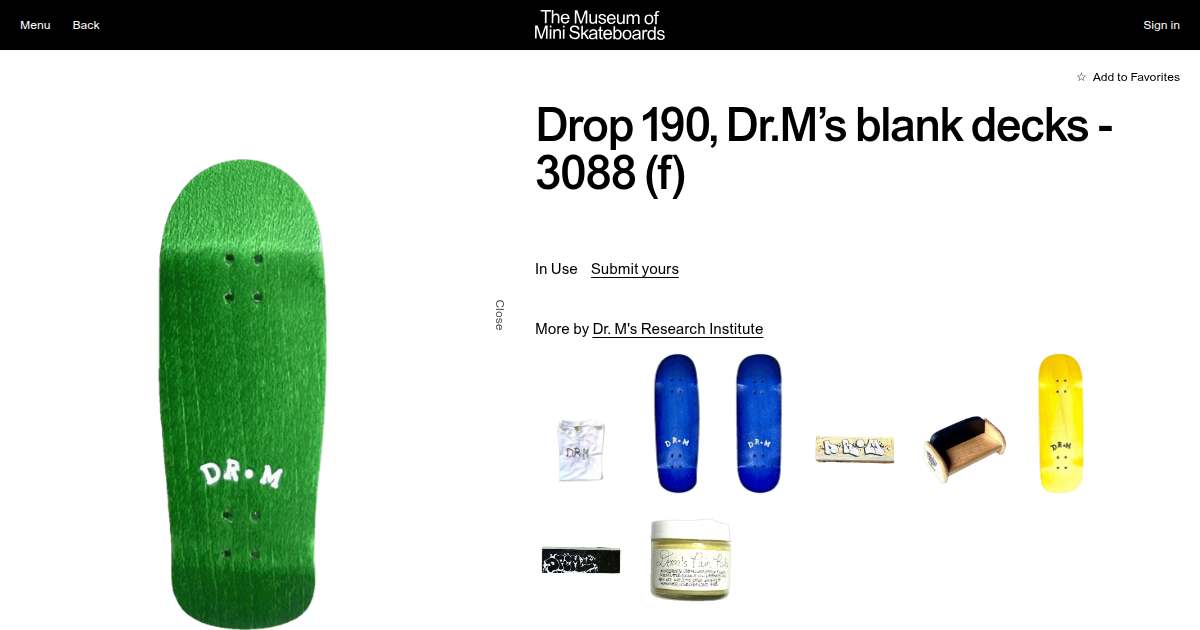 Menu
Back
The Museum of
Mini Skateboards
Sign in
☆ Add to Favorites
Drop 190, Dr.M’s blank decks -
3088 (f)
DR•M
Close
In Use
Submit yours
More by Dr. M's Research Institute
DR.M
DR•M
DR•M
DR•M